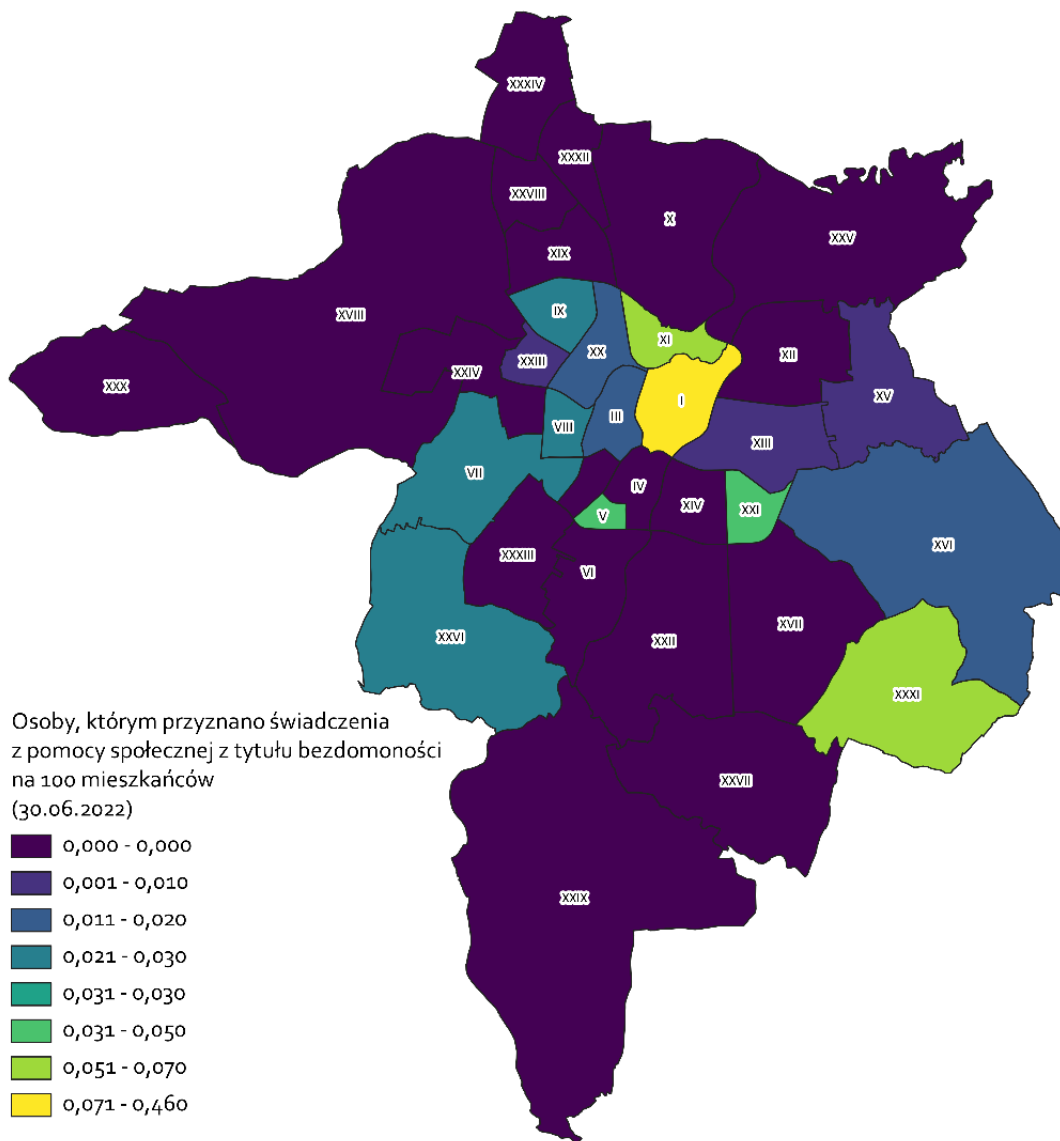 XXXIV
XXXII
XXVIII
X
XXV
XIX
IX
XVIII
XI
XX
XII
XXIII
XV
XXIV
XXX
I
III
VIII
XIII
VII
IV
XIV
XXI
V
XVI
XXXIII
VI
XXII
XVII
XXVI
XXXI
Osoby, którym przyznano świadczenia
z pomocy społecznej z tytułu bezdomoności
na 100 mieszkańców
(30.06.2022)
XXVII
0,000 - 0,000
0,001 - 0,010
XXIX
0,011 - 0,020
0,021 - 0,030
0,031 - 0,030
0,031 - 0,050
0,051 - 0,070
0,071 - 0,460